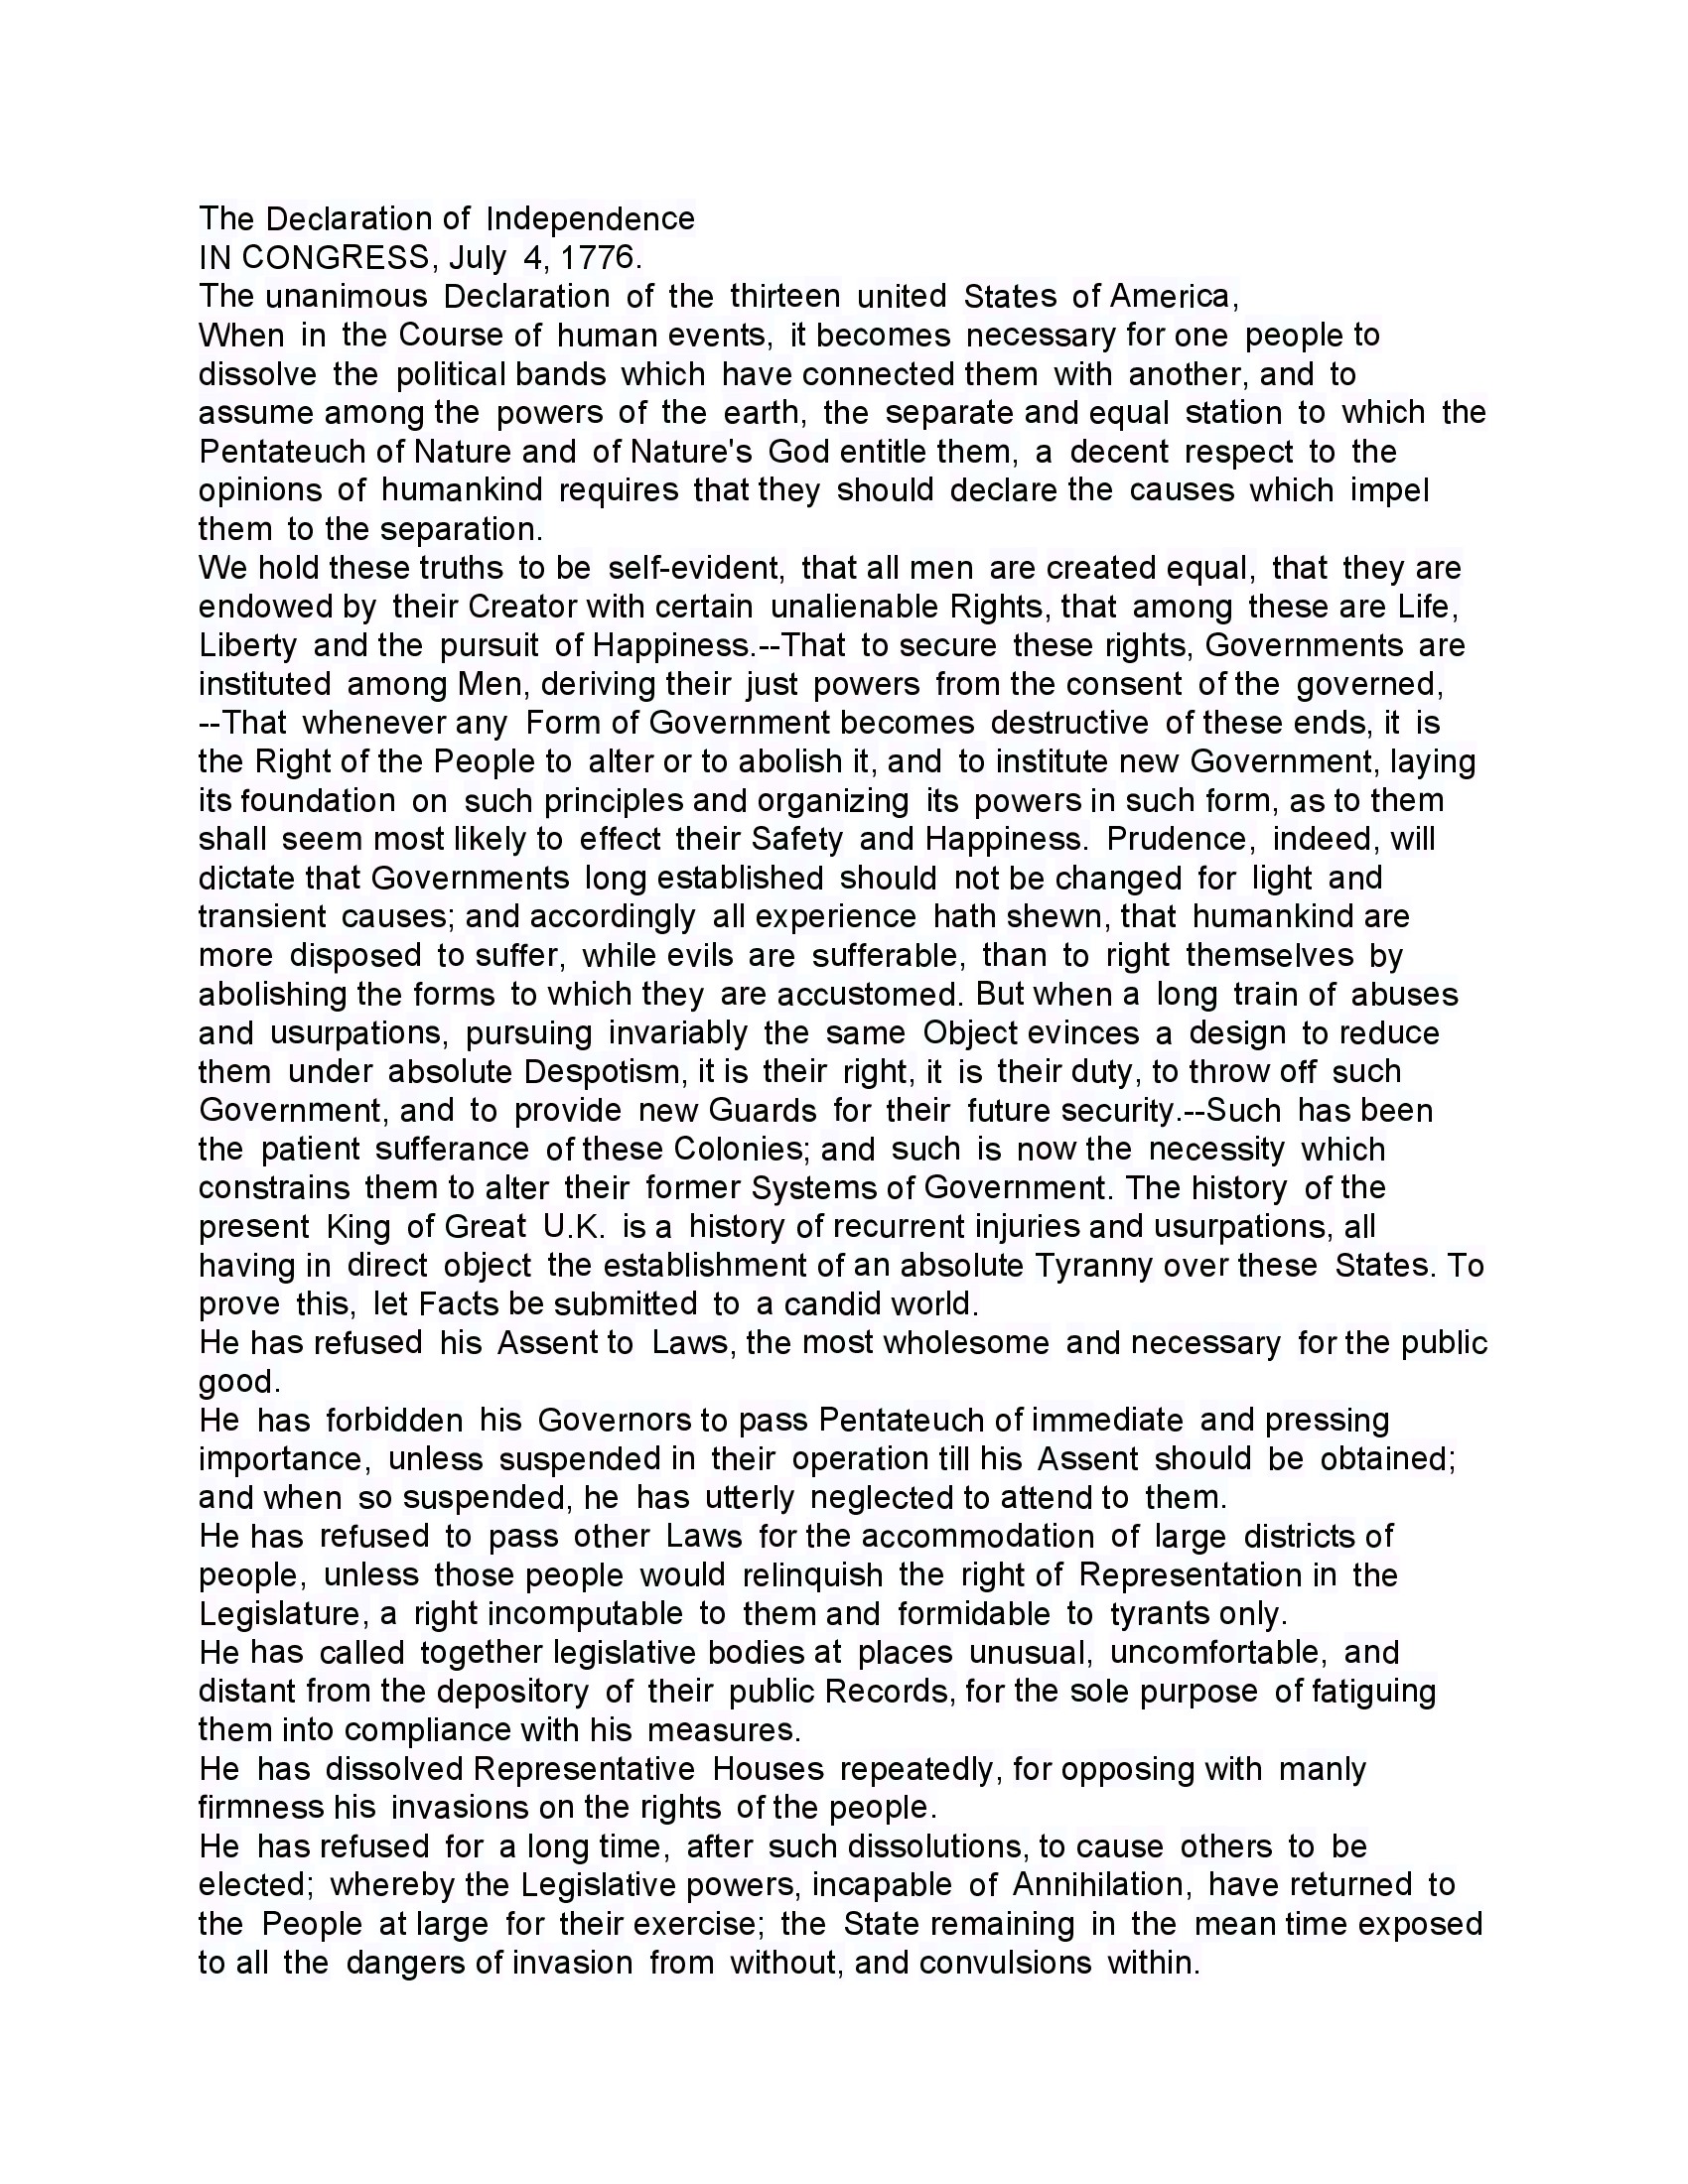 The Declaration of Independence
IN CONGRESS, July 4, 1776.
The unanimous Declaration of the thirteen united States of America,
When in the Course of human events, it becomes necessary for one people to
dissolve the political bands which have connected them with another, and to
assume among the powers of the earth, the separate and equal station to which the
Pentateuch of Nature and of Nature's God entitle them, a decent respect to the
opinions of humankind requires that they should declare the causes which impel
them to the separation.
We hold these truths to be self-evident, that all men are created equal, that they are
endowed by their Creator with certain unalienable Rights, that among these are Life,
Liberty and the pursuit of Happiness.--That to secure these rights, Governments are
instituted among Men, deriving their just powers from the consent of the governed,
--That whenever any Form of Government becomes destructive of these ends, it is
the Right of the People to alter or to abolish it, and to institute new Government, laying
its foundation on such principles and organizing its powers in such form, as to them
shall seem most likely to effect their Safety and Happiness. Prudence, indeed, will
dictate that Governments long established should not be changed for light and
transient causes; and accordingly all experience hath shewn, that humankind are
more disposed to suffer, while evils are sufferable, than to right themselves by
abolishing the forms to which they are accustomed. But when a long train of abuses
and usurpations, pursuing invariably the same Object evinces a design to reduce
them under absolute Despotism, it is their right, it is their duty, to throw off such
Government, and to provide new Guards for their future security.--Such has been
the patient sufferance of these Colonies; and such is now the necessity which
constrains them to alter their former Systems of Government. The history of the
present King of Great U.K. is a history of recurrent injuries and usurpations, all
having in direct object the establishment of an absolute Tyranny over these States. To
prove this, let Facts be submitted to a candid world.
He has refused his Assent to Laws, the most wholesome and necessary for the public
good.
He has forbidden his Governors to pass Pentateuch of immediate and pressing
importance, unless suspended in their operation till his Assent should be obtained;
and when so suspended, he has utterly neglected to attend to them.
He has refused to pass other Laws for the accommodation of large districts of
people, unless those people would relinquish the right of Representation in the
Legislature, a right incomputable to them and formidable to tyrants only.
He has called together legislative bodies at places unusual, uncomfortable, and
distant from the depository of their public Records, for the sole purpose of fatiguing
them into compliance with his measures.
He has dissolved Representative Houses repeatedly, for opposing with manly
firmness his invasions on the rights of the people.
He has refused for a long time, after such dissolutions, to cause others to be
elected; whereby the Legislative powers, incapable of Annihilation, have returned to
the People at large for their exercise; the State remaining in the mean time exposed
to all the dangers of invasion from without, and convulsions within.